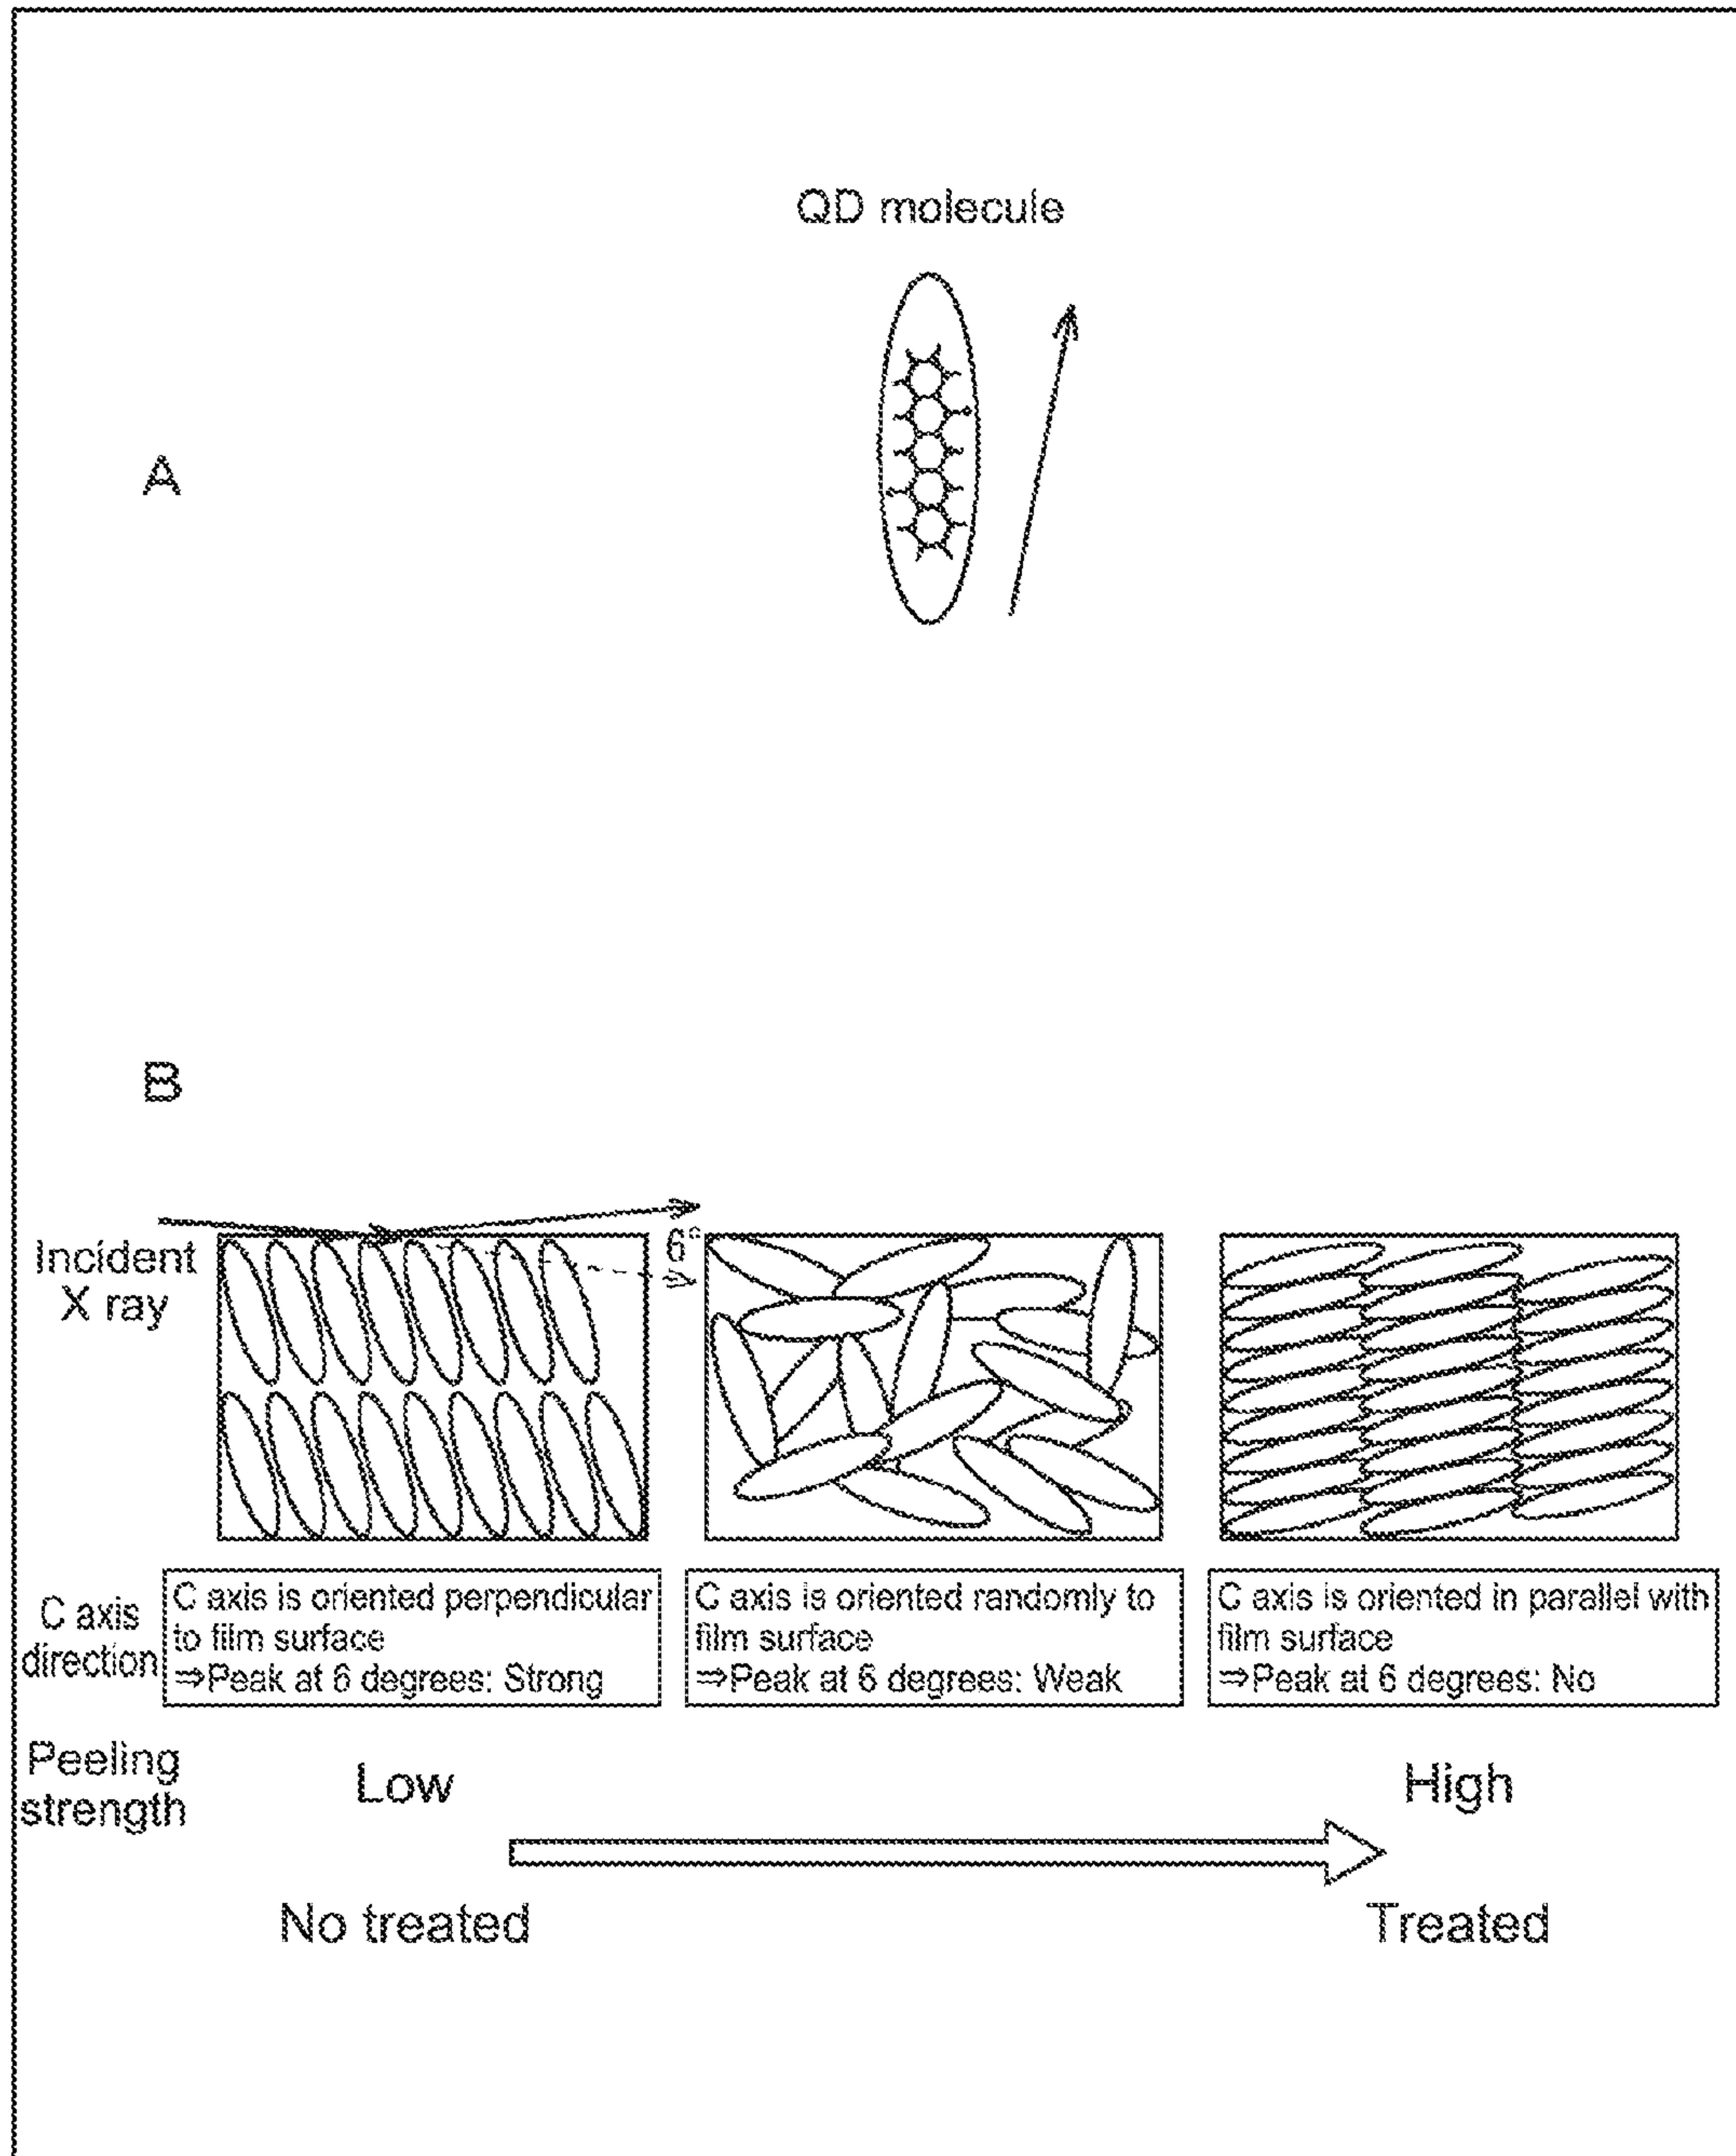 QD molecule
A
B
6°
Incident
X ray
C axis
direction
C axis is oriented perpendicular
to film surface
⇒Peak at 6 degrees: Strong
C axis is oriented randomly to
film surface
⇒Peak at 6 degrees: Weak
C axis is oriented in parallel with
film surface
⇒Peak at 6 degrees: No
Peeling
strength
Low
High
No treated
Treated